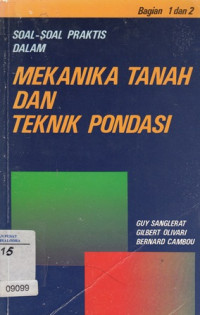 Bagian 1 dan 2
SOAL-SOAL PRAKTIS
DALAM
MEKANIKA TANAH
DAN
TEKNIK PONDASI
GUY SANGLERAT
GILBERT OLIVARI
BERNARD CAMBOU
15
09099